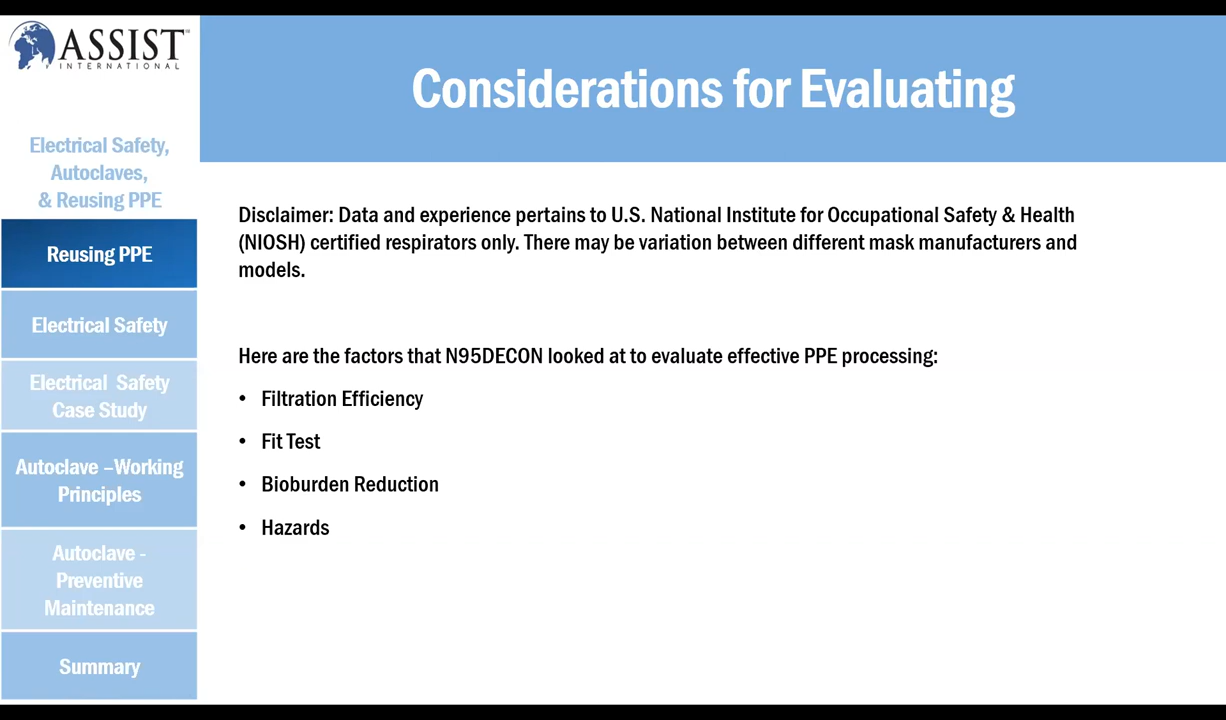 ASSIST
INTERNATIONAL
Considerations for Evaluating
Electrical Safety,
Autoclaves,
& Reusing PPE
Reusing PPE
Electrical Safety
Electrical Safety
Case Study
Autoclave –Working
Principles
Autoclave -
Preventive
Maintenance
Summary
Disclaimer: Data and experience pertains to U.S. National Institute for Occupational Safety & Health
(NIOSH) certified respirators only. There may be variation between different mask manufacturers and
models.
Here are the factors that N95DECON looked at to evaluate effective PPE processing:
• Filtration Efficiency
• Fit Test
• Bioburden Reduction
• Hazards